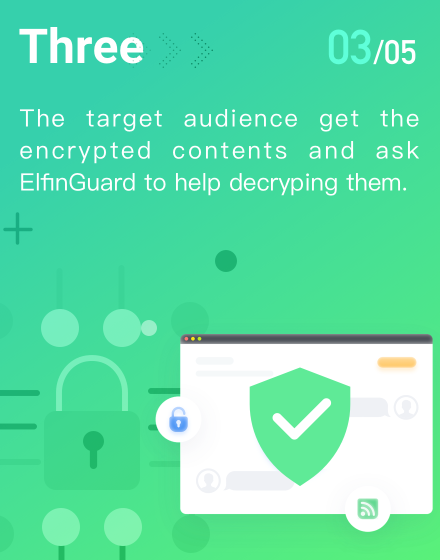 Three
03/05
The target audience get the
encrypted contents and ask
ElfinGuard to help decryping them.